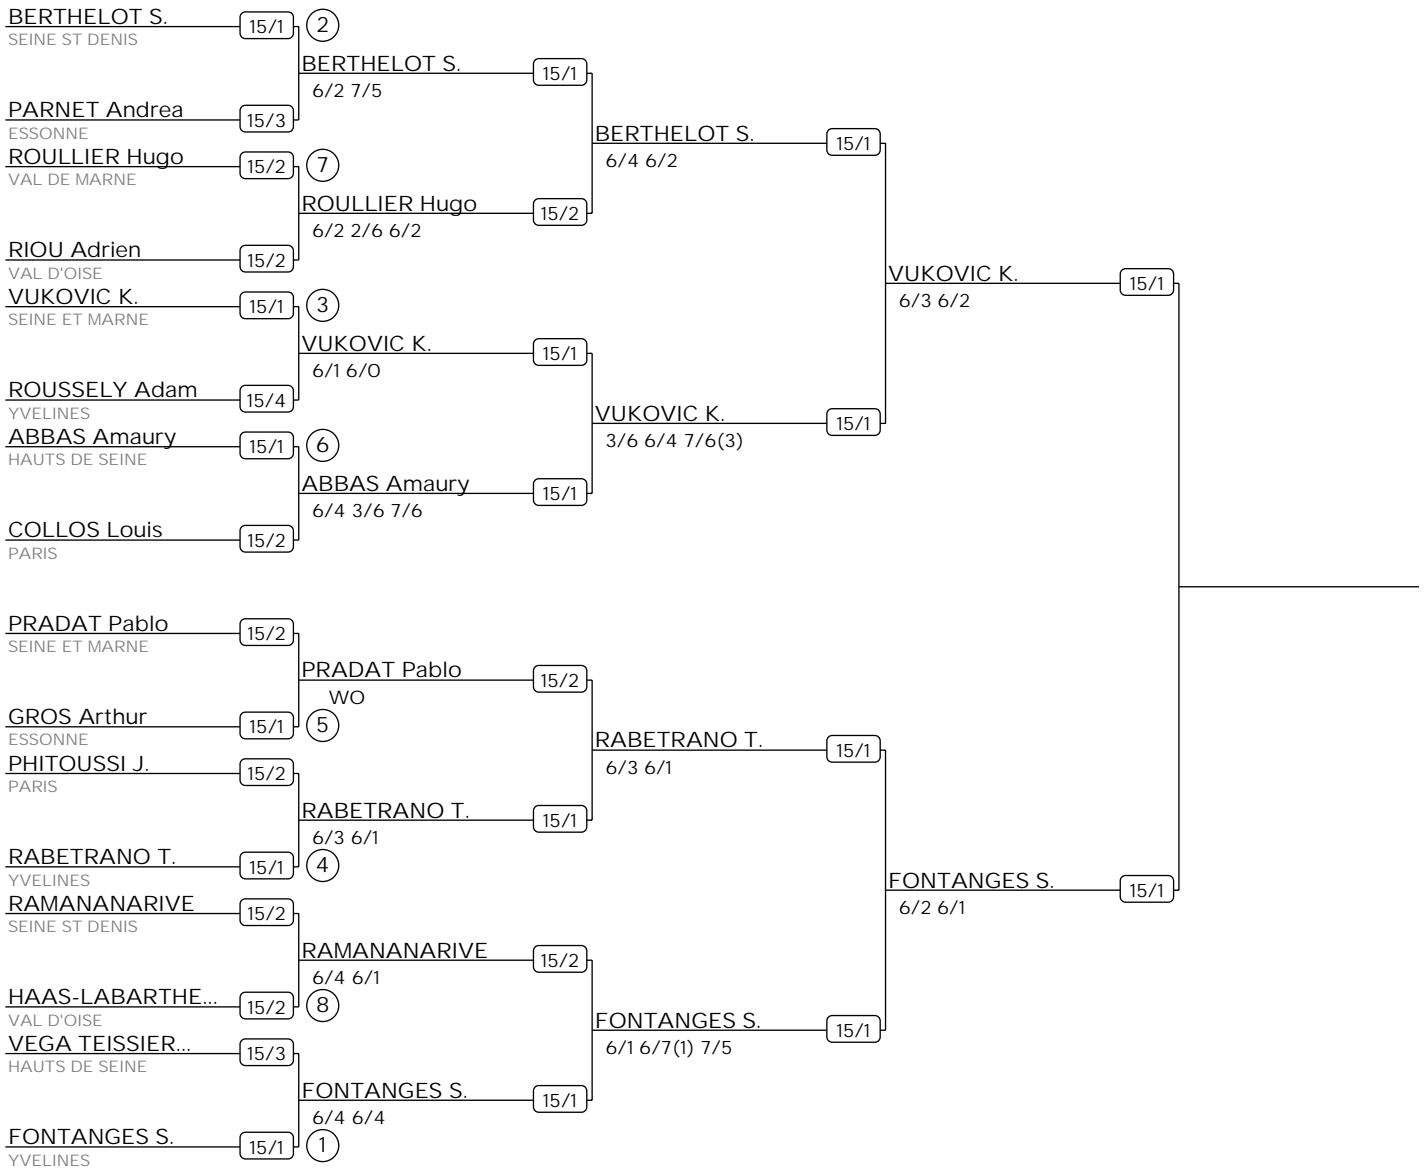 BERTHELOT S.
15/1
2
SEINE ST DENIS
BERTHELOT S.
15/1
6/2 7/5
PARNET Andrea
15/3
ESSONNE
BERTHELOT S.
15/1
6/4 6/2
ROULLIER Hugo
15/2
7
VAL DE MARNE
ROULLIER Hugo
15/2
6/2 2/6 6/2
RIOU Adrien
15/2
VAL D'OISE
VUKOVIC K.
15/1
6/3 6/2
VUKOVIC K.
15/1
3
SEINE ET MARNE
VUKOVIC K.
15/1
6/1 6/0
ROUSSELY Adam
15/4
YVELINES
VUKOVIC K.
15/1
3/6 6/4 7/6(3)
ABBAS Amaury
15/1
6
HAUTS DE SEINE
ABBAS Amaury
15/1
6/4 3/6 7/6
COLLOS Louis
15/2
PARIS
PRADAT Pablo
15/2
SEINE ET MARNE
PRADAT Pablo
15/2
WO
GROS Arthur
15/1
5
ESSONNE
RABETRANO T.
15/1
6/3 6/1
PHITOUSSI J.
15/2
PARIS
RABETRANO T.
15/1
6/3 6/1
RABETRANO T.
15/1
4
YVELINES
FONTANGES S.
15/1
6/2 6/1
RAMANANARIVE
15/2
SEINE ST DENIS
RAMANANARIVE
15/2
6/4 6/1
HAAS-LABARTHE...
15/2
8
VAL D'OISE
FONTANGES S.
15/1
6/1 6/7(1) 7/5
VEGA TEISSIER...
15/3
HAUTS DE SEINE
FONTANGES S.
15/1
6/4 6/4
FONTANGES S.
15/1
1
YVELINES